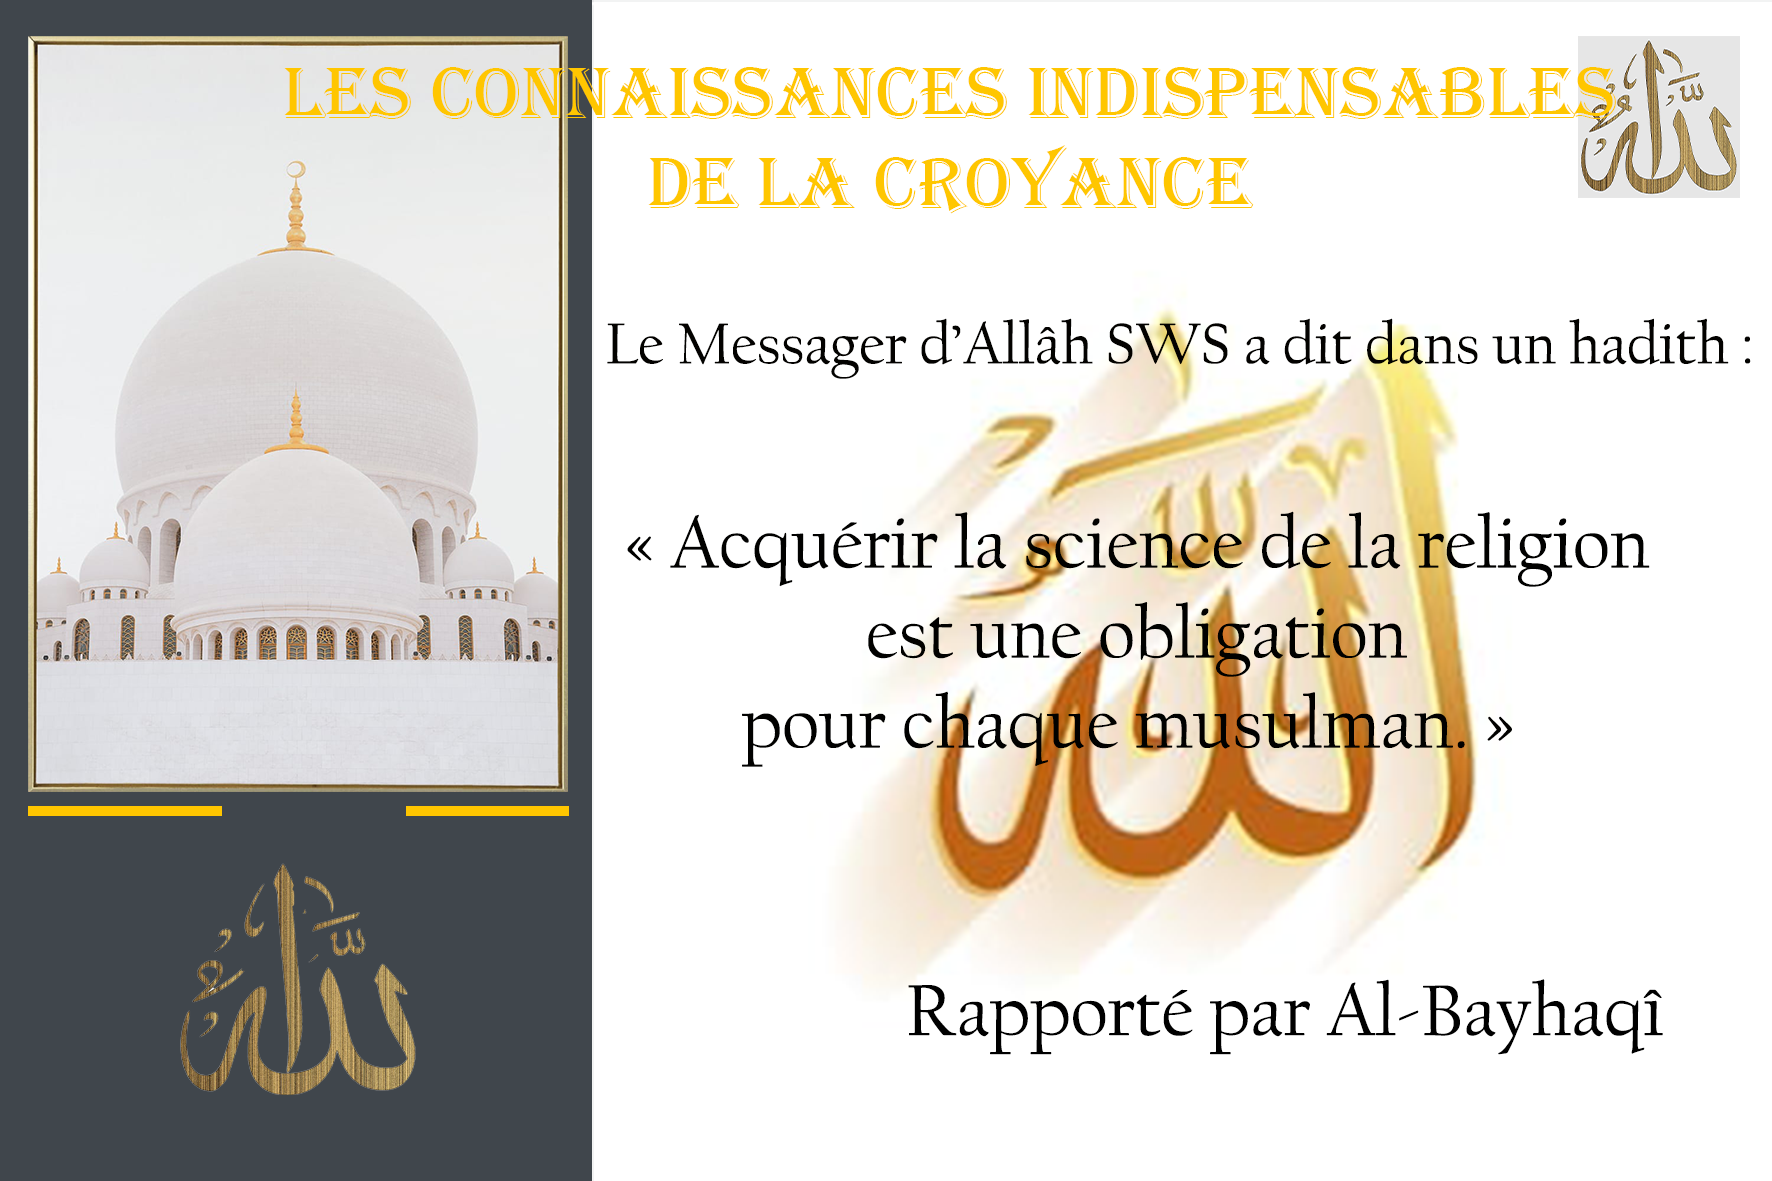 LES CONNAISSANCES INDISPENSABLES
DE LA CROYANCE
الله
Le Messager d’Allâh SWS a dit dans un hadith :
« Acquérir la science de la religion
est une obligation
pour chaque musulman. »
الله
Rapporté par Al-Bayhaqî
الله